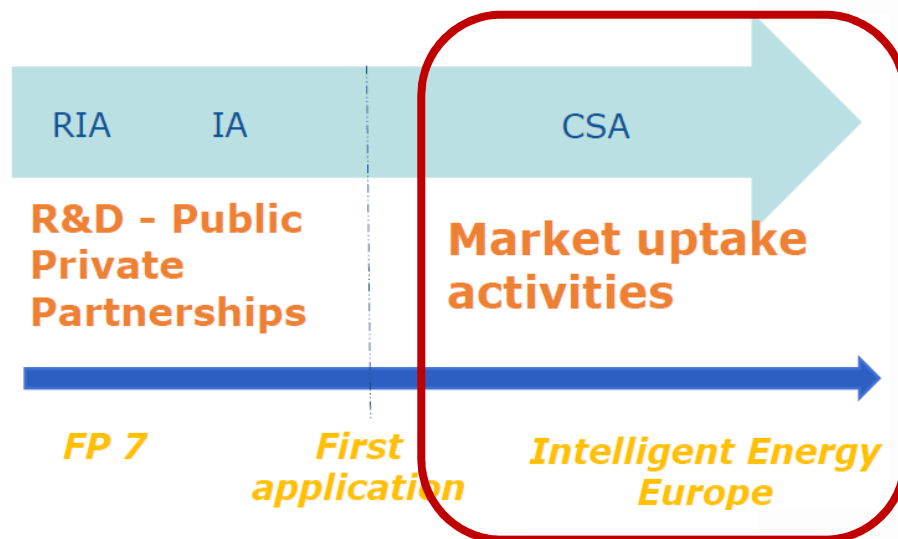 RIA IA CSA
R&D - Public
Private
Partnerships
Market uptake
activities
FP 7
First
application
Intelligent Energy
Europe